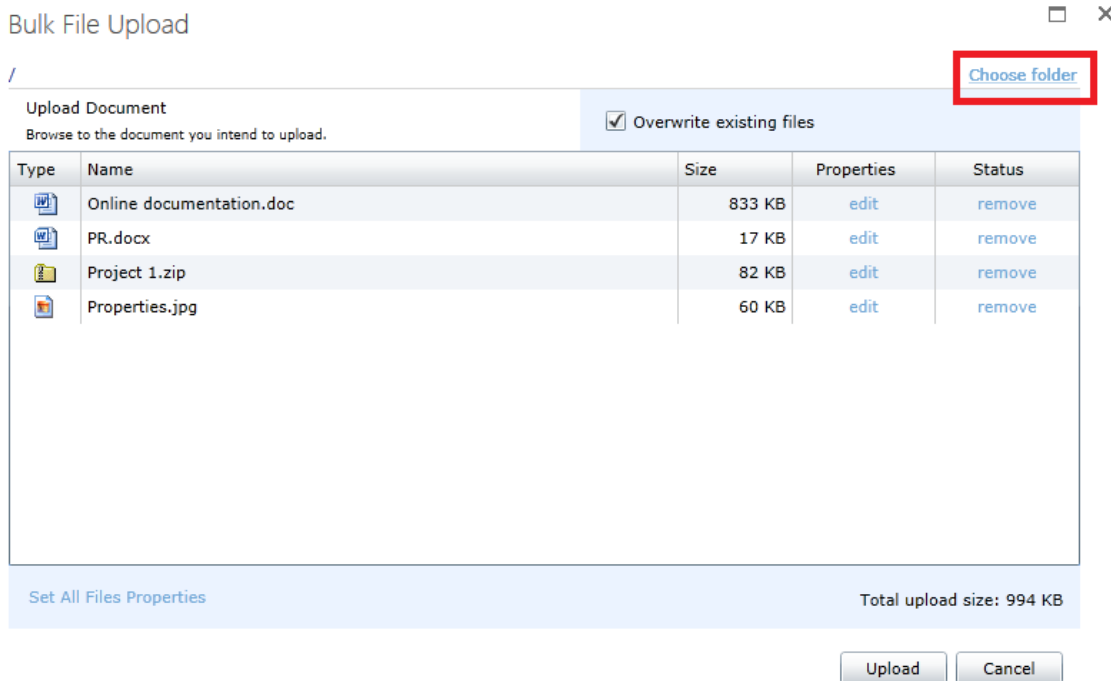 Bulk File Upload
/
Choose folder
Upload Document
Browse to the document you intend to upload.
Overwrite existing files
Type Name Size Properties Status
Online documentation.doc 833 KB edit remove
PR.docx 17 KB edit remove
Project 1.zip 82 KB edit remove
Properties.jpg 60 KB edit remove
Set All Files Properties Total upload size: 994 KB
Upload Cancel